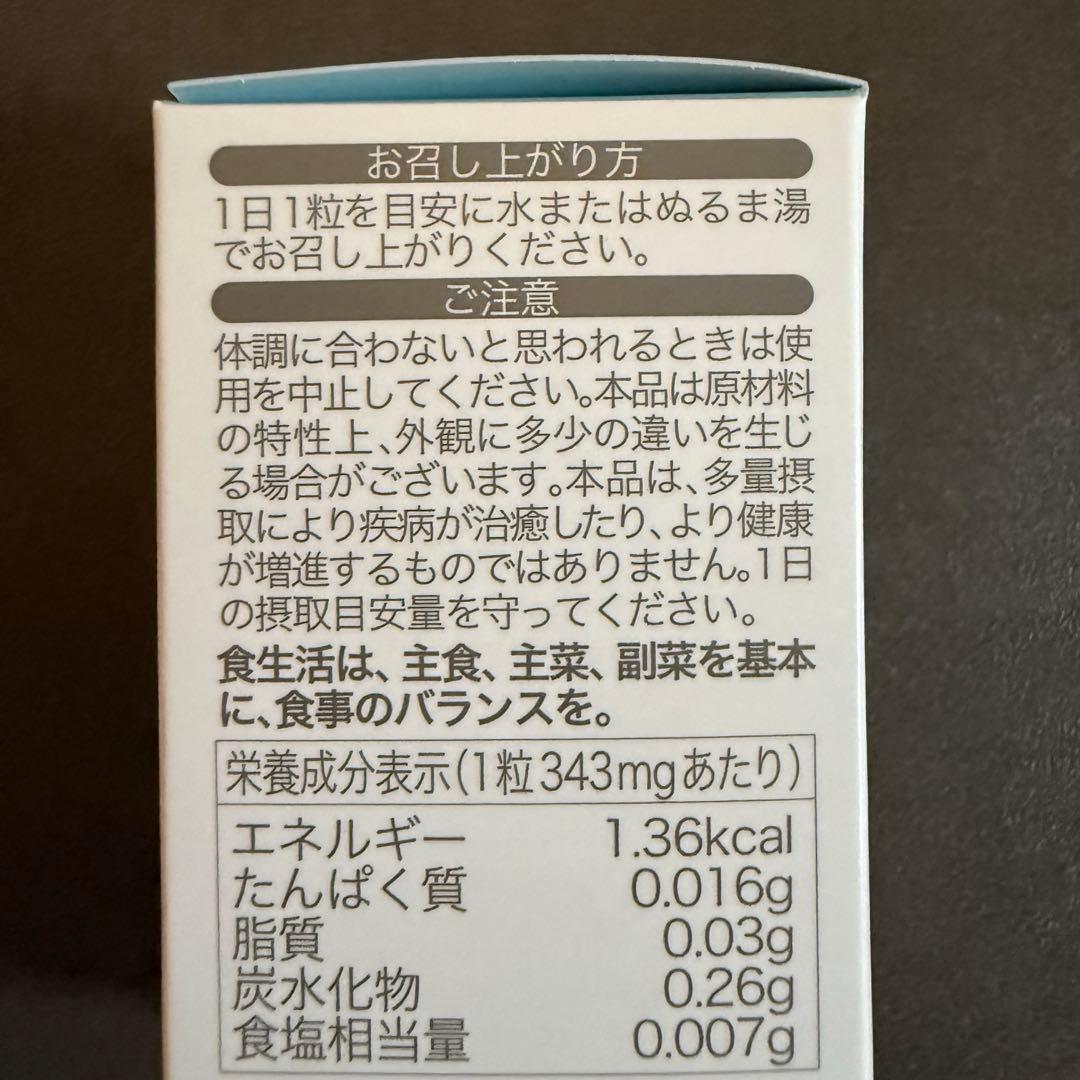 お召し上がり方
1日1粒を目安に水またはぬるま湯
でお召し上がりください。
ご注意
体調に合わないと思われるときは使
用を中止してください。本品は原材料
の特性上、外観に多少の違いを生じ
る場合がございます。本品は、多量摂
取により疾病が治癒したり、より健康
が増進するものではありません。1日
の摂取目安量を守ってください。
食生活は、主食、主菜、副菜を基本
に、食事のバランスを。
栄養成分表示(1粒343mgあたり)
エネルギー 1.36kcal
たんぱく質 0.016g
脂質 0.03g
炭水化物 0.26g
食塩相当量 0.007g